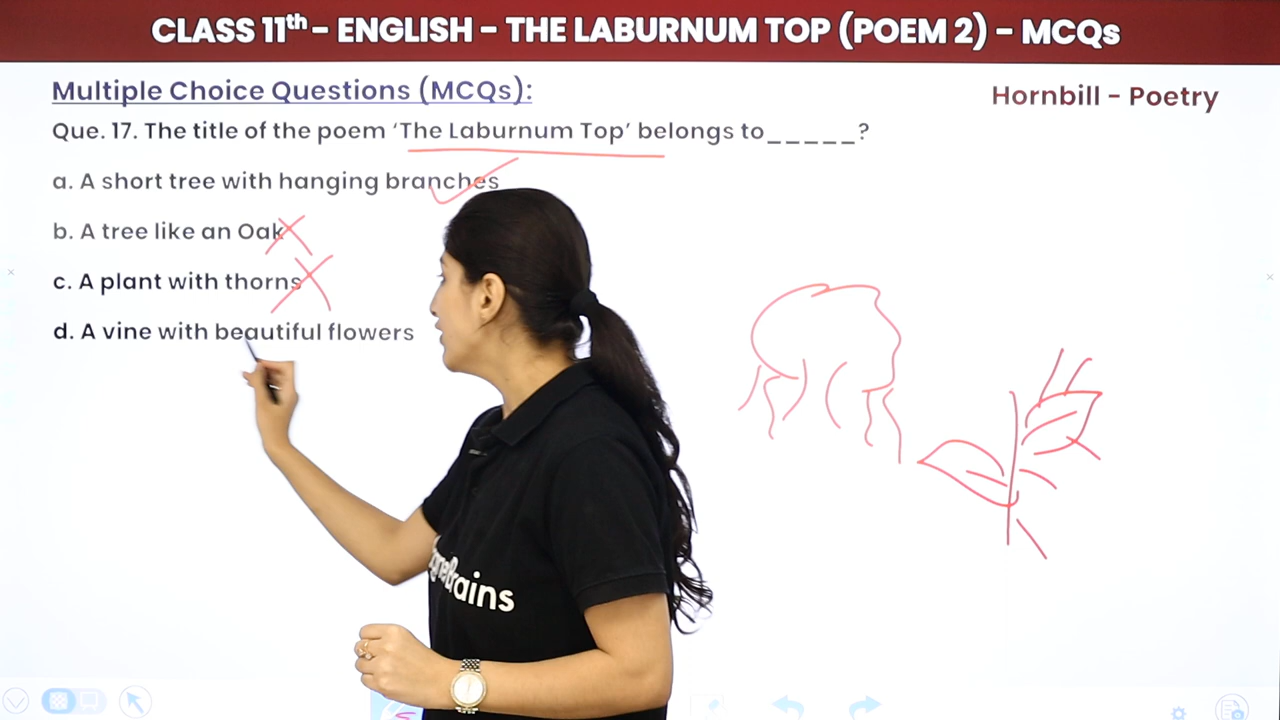 CLASS 11th – ENGLISH – THE LABURNUM TOP (POEM 2) – MCQs
Multiple Choice Questions (MCQs):
Hornbill – Poetry
Que. 17. The title of the poem ‘The Laburnum Top’ belongs to_____?
a. A short tree with hanging branches
b. A tree like an Oak
c. A plant with thorns
d. A vine with beautiful flowers